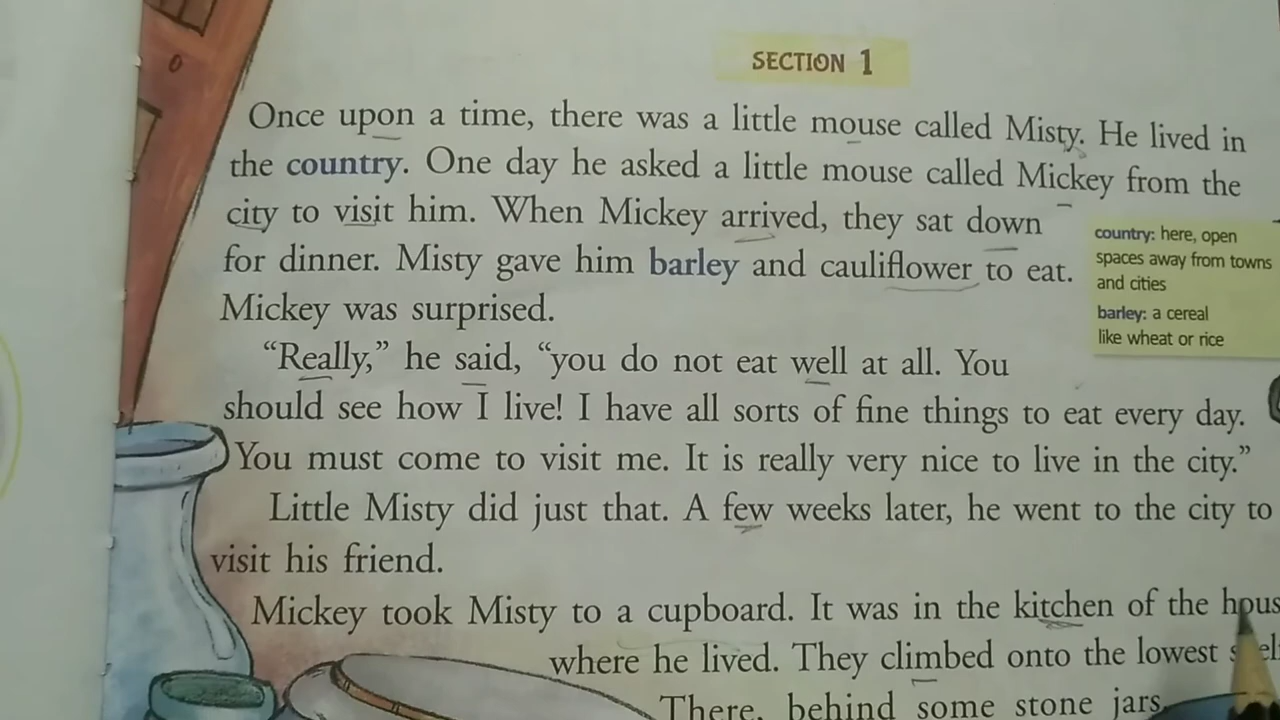 SECTION 1
Once upon a time, there was a little mouse called Misty. He lived in
the country. One day he asked a little mouse called Mickey from the
city to visit him. When Mickey arrived, they sat down
for dinner. Misty gave him barley and cauliflower to eat.
Mickey was surprised.
country: here, open
spaces away from towns
and cities
barley: a cereal
like wheat or rice
“Really,” he said, “you do not eat well at all. You
should see how I live! I have all sorts of fine things to eat every day.
You must come to visit me. It is really very nice to live in the city.”
Little Misty did just that. A few weeks later, he went to the city to
visit his friend.
Mickey took Misty to a cupboard. It was in the kitchen of the
where he lived. They climbed onto the lowest
There, behind some stone jars,